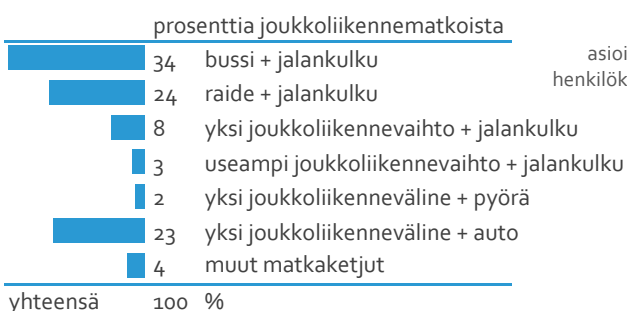 prosenttia joukkoliikennematkoista
34 bussi + jalankulku
24 raide + jalankulku
8 yksi joukkoliikennevaihto + jalankulku
3 useampi joukkoliikennevaihto + jalankulku
2 yksi joukkoliikenneväline + pyörä
23 yksi joukkoliikenneväline + auto
4 muut matkaketjut
yhteensä 100 %
asioi
henkilök